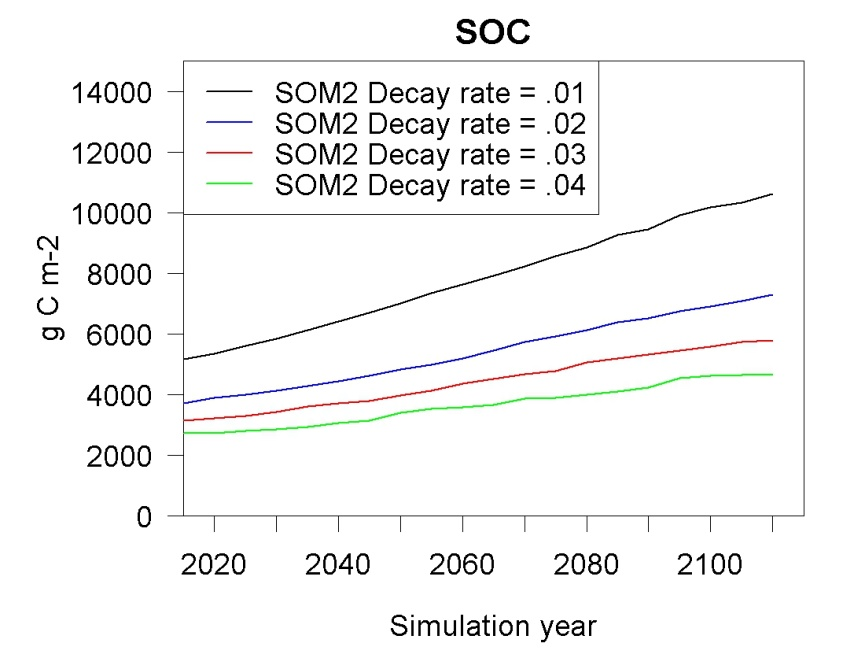 SOC
SOM2 Decay rate = .01
SOM2 Decay rate = .02
SOM2 Decay rate = .03
SOM2 Decay rate = .04
14000
12000
10000
8000
6000
4000
2000
0
g C m-2
2020 2040 2060 2080 2100
Simulation year